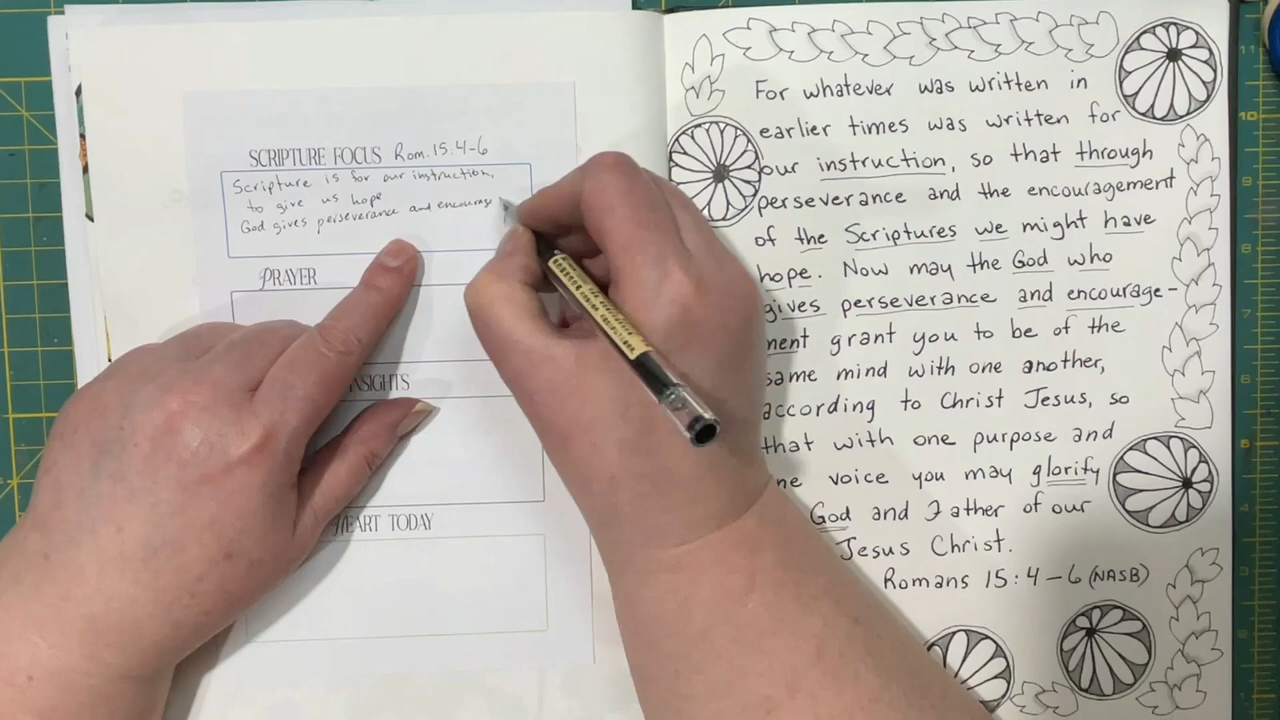 SCRIPTURE FOCUS Rom. 15:4-6
Scripture is for our instruction,
to give us hope
God gives perseverance and encourage
PRAYER
INSIGHTS
HEART TODAY
For whatever was written in
earlier times was written for
our instruction, so that through
perseverance and the encouragement
of the Scriptures we might have
hope. Now may the God who
gives perseverance and encourage-
ment grant you to be of the
same mind with one another,
according to Christ Jesus, so
that with one purpose and
one voice you may glorify
God and Father of our
Jesus Christ.
Romans 15:4-6 (NASB)